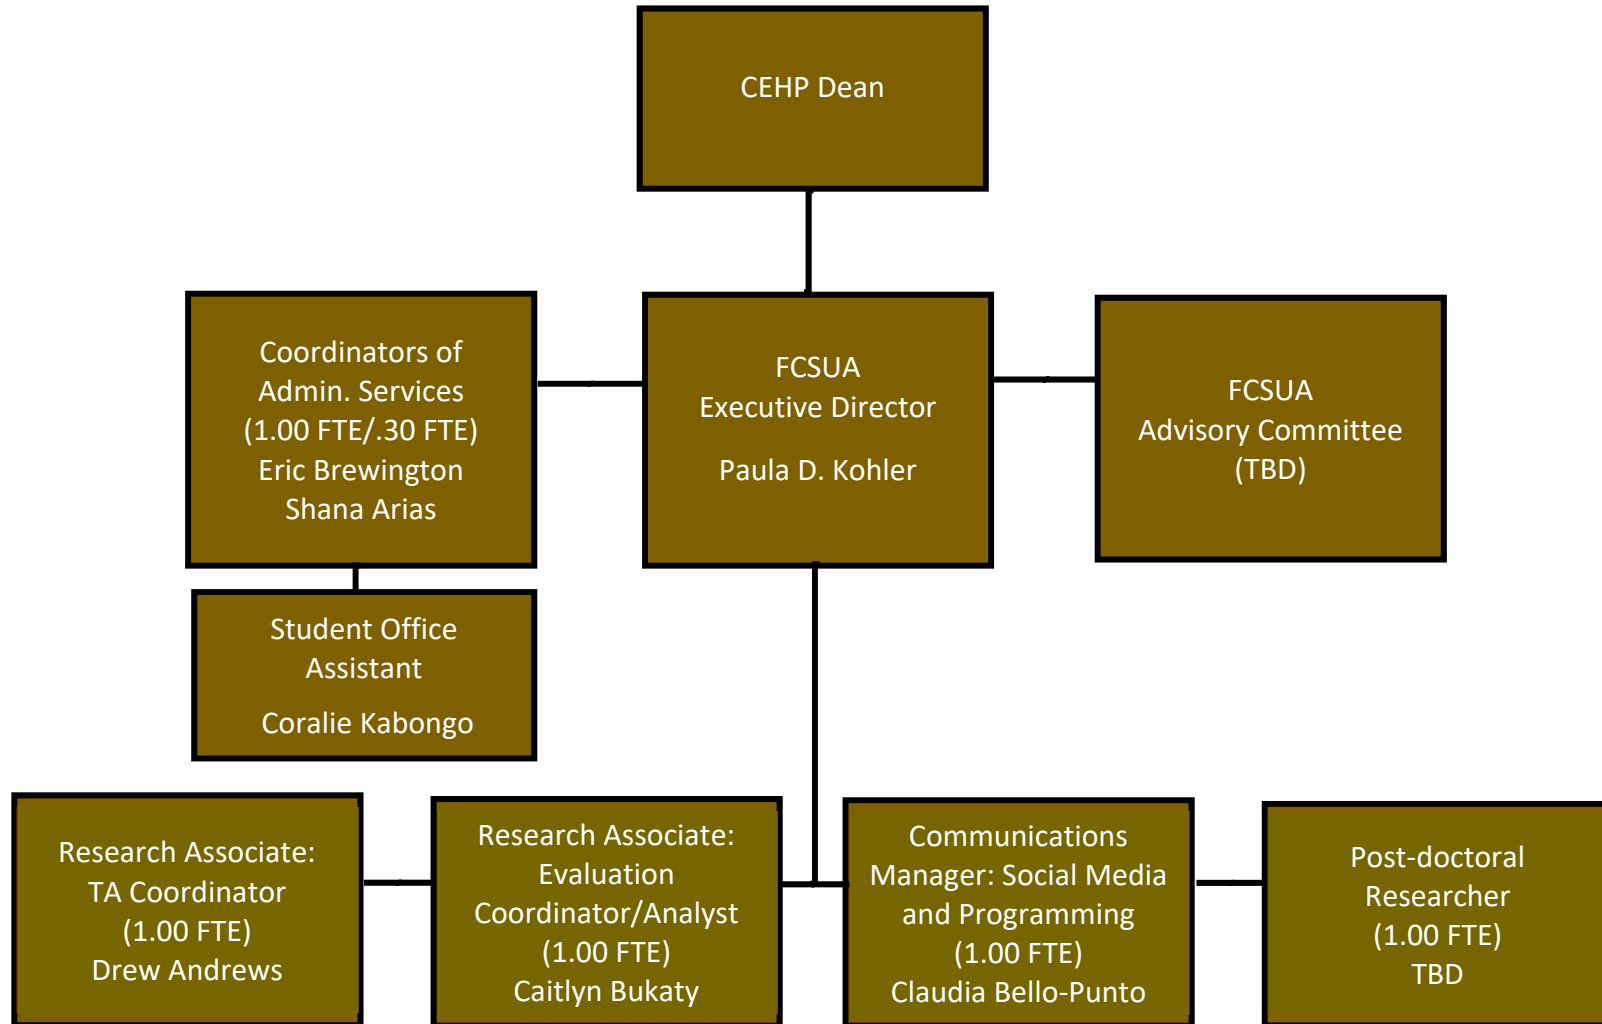 CEHP Dean
Coordinators of
Admin. Services
(1.00 FTE/.30 FTE)
Eric Brewington
Shana Arias
FCSUA
Executive Director
Paula D. Kohler
FCSUA
Advisory Committee
(TBD)
Student Office
Assistant
Coralie Kabongo
Research Associate:
TA Coordinator
(1.00 FTE)
Drew Andrews
Research Associate:
Evaluation
Coordinator/Analyst
(1.00 FTE)
Caitlyn Bukaty
Communications
Manager: Social Media
and Programming
(1.00 FTE)
Claudia Bello-Punto
Post-doctoral
Researcher
(1.00 FTE)
TBD